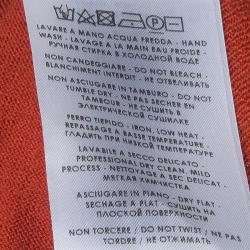 LAVARE A MANO ACQUA FREDDA - HAND
WASH - LAVAGE A LA MAIN EAU FROIDE -
РУЧНАЯ СТИРКА В ХОЛОДНОЙ ВОДЕ
NON CANDEGGIARE - DO NOT BLEACH -
BLANCHIMENT INTERDIT - НЕ ОТБЕЛИВАТЬ
NON ASCIUGARE IN TAMBURO - DO NOT
TUMBLE DRY - NE PAS SÉCHER EN
TAMBOUR - НЕ СУШИТЬ В
ЭЛЕКТРИЧЕСКОЙ СУШИЛКЕ
FERRO TIEPIDO - IRON, LOW HEAT -
REPASSAGE A BASSE TEMPERATURE -
ГЛАДИТЬ ПРИ НИЗКОЙ ТЕМПЕРАТУРЕ
LAVABILE A SECCO DELICATO -
PROFESSIONAL DRY CLEAN, MILD
PROCESS - NETTOYAGE A SEC DELICAT -
МЯГКАЯ ХИМЧИСТКА
ASCIUGARE IN PIANO - DRY FLAT -
SECHAGE A PLAT - СУШИТЬ НА
ПЛОСКОЙ ПОВЕРХНОСТИ
NON TORCERE / DO NOT TWIST / NE PAS
TORDRE / НЕ ОТЖИМАТЬ